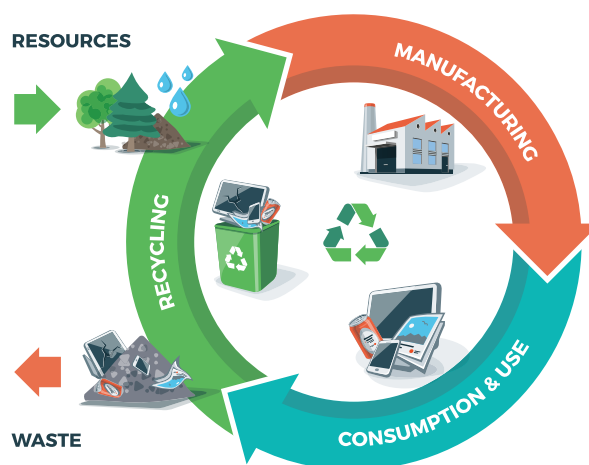 RESOURCES
MANUFACTURING
RECYCLING
CONSUMPTION & USE
WASTE